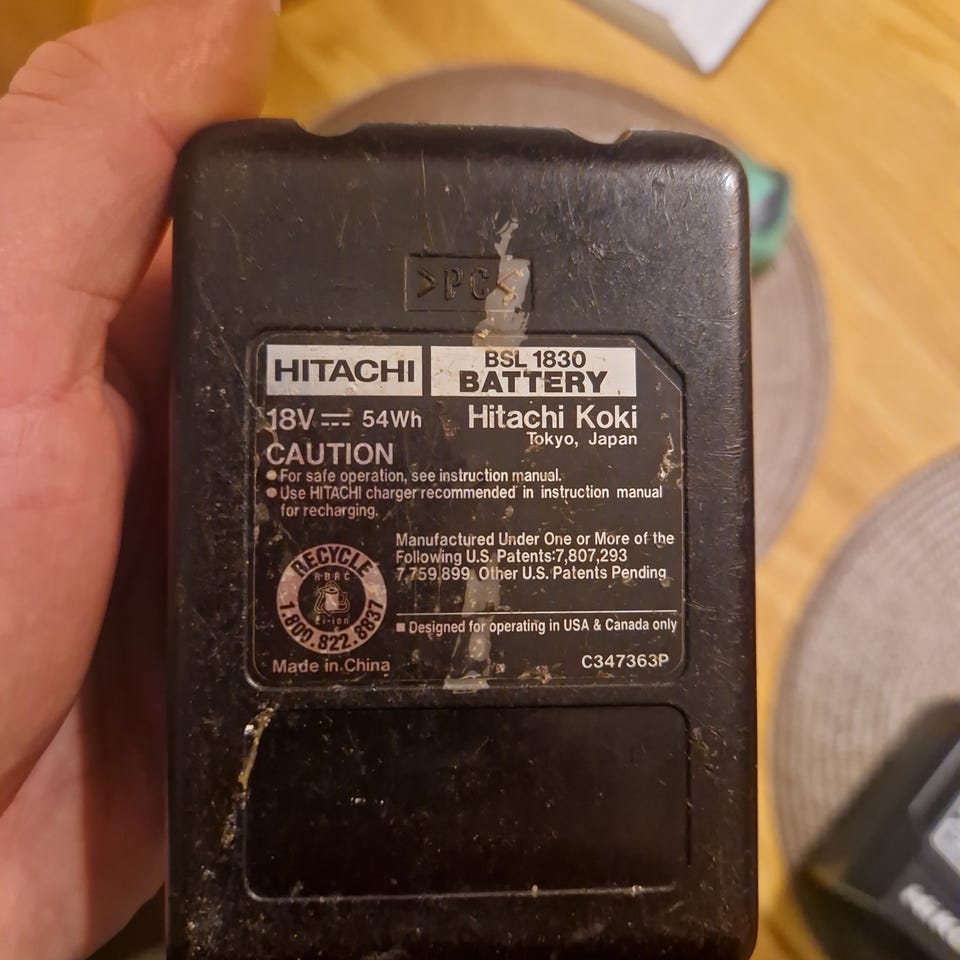 >PC<
HITACHI
BSL 1830
BATTERY
18V ⎓ 54Wh
Hitachi Koki
Tokyo, Japan
CAUTION
● For safe operation, see instruction manual.
● Use HITACHI charger recommended in instruction manual
for recharging.
Manufactured Under One or More of the
Following U.S. Patents:7,807,293
7,759,899. Other U.S. Patents Pending
RECYCLE
RBRC
Li-ion
1.800.822.8837
■ Designed for operating in USA & Canada only
Made in China
C347363P